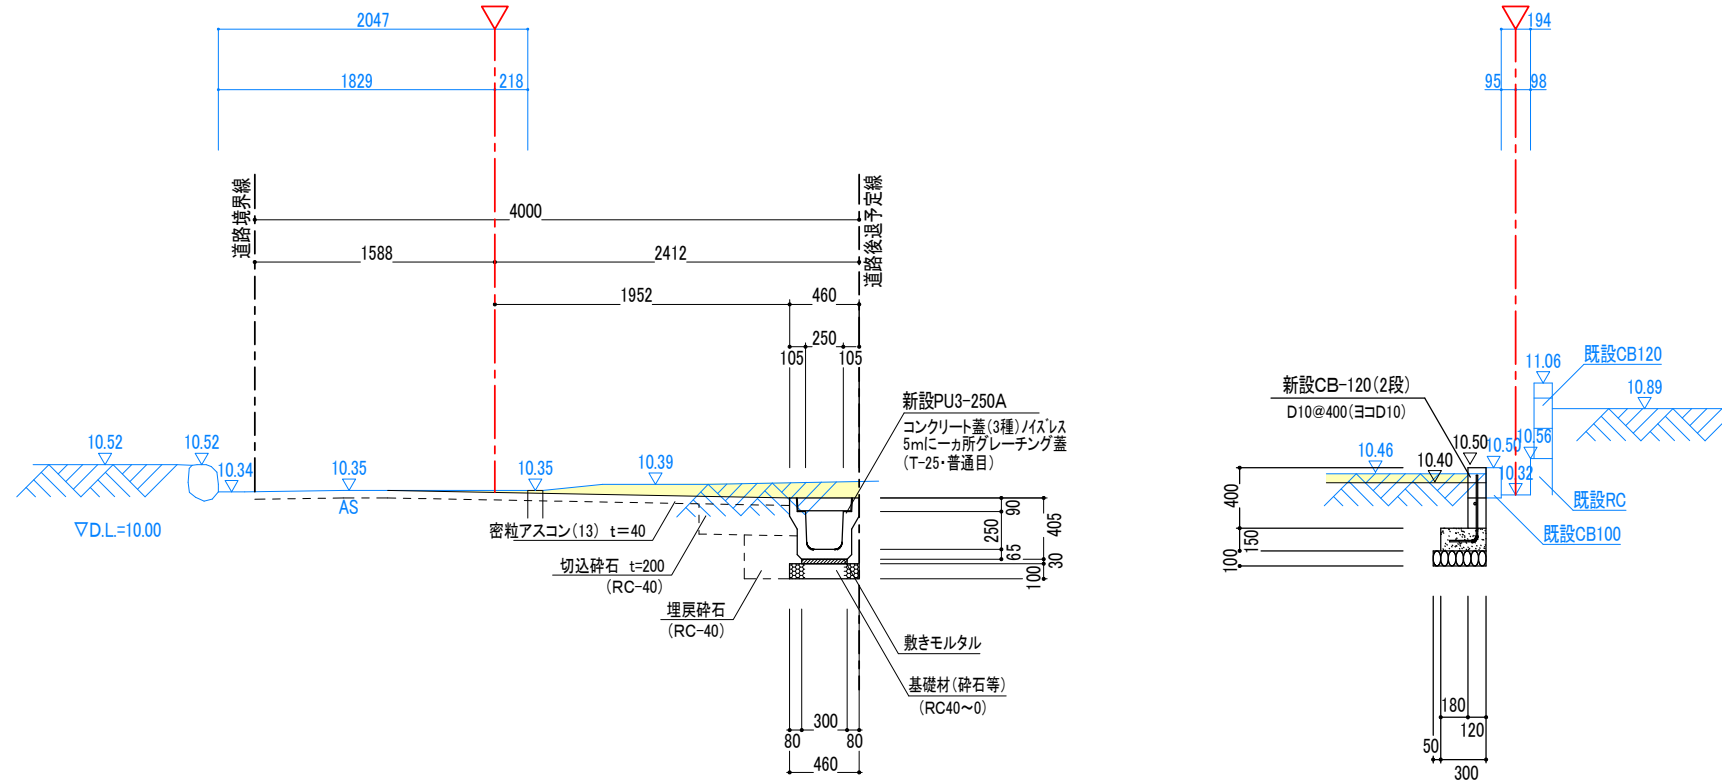 2047
1829
218
道路境界線
4000
道路後退予定線
1588
2412
1952
460
250
105
105
新設PU3-250A
コンクリート蓋(3種)ノイズレス
5mに一ヵ所グレーチング蓋
(T-25・普通目)
10.52
10.52
10.34
10.35
10.35
10.39
AS
▽D.L.=10.00
密粒アスコン(13) t=40
切込砕石 t=200
(RC-40)
埋戻砕石
(RC-40)
90
250
65
405
30
100
敷きモルタル
基礎材(砕石等)
(RC40〜0)
300
80
80
460
194
95
98
新設CB-120(2段)
D10@400(ヨコD10)
既設CB120
11.06
10.89
10.46
10.40
10.50
10.50
10.56
10.32
既設RC
既設CB100
400
150
100
180
120
50
300